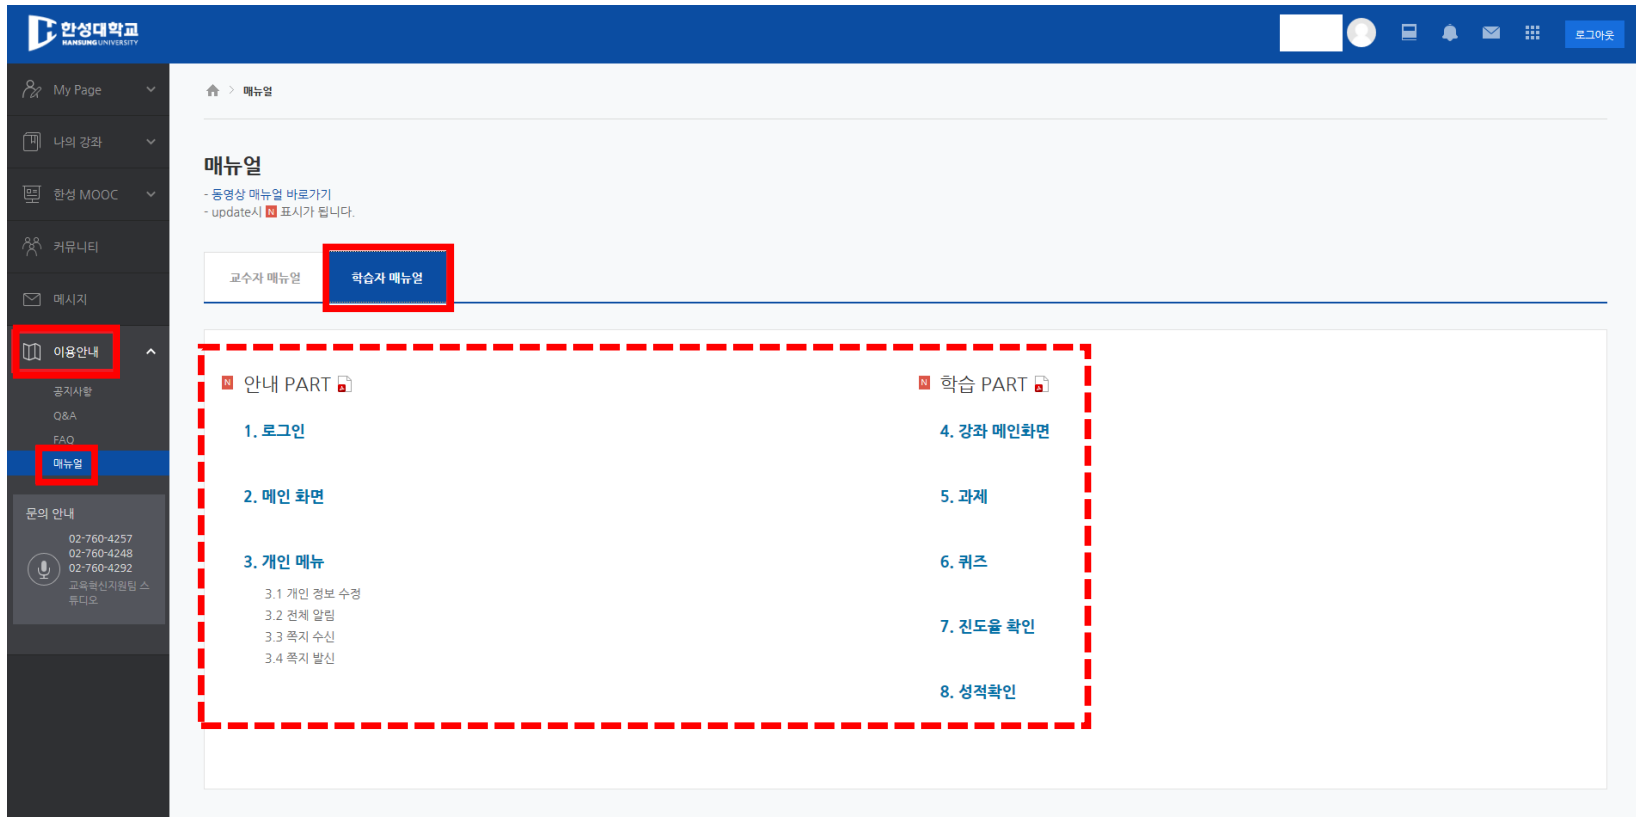 한성대학교
HANSUNG UNIVERSITY
로그아웃
My Page
나의 강좌
한성 MOOC
커뮤니티
메시지
이용안내
공지사항
Q&A
FAQ
매뉴얼
문의 안내
02-760-4257
02-760-4248
02-760-4292
교육혁신지원팀 스
튜디오
> 매뉴얼
매뉴얼
- 동영상 매뉴얼 바로가기
- update시 N 표시가 됩니다.
교수자 매뉴얼
학습자 매뉴얼
N 안내 PART
1. 로그인
2. 메인 화면
3. 개인 메뉴
3.1 개인 정보 수정
3.2 전체 알림
3.3 쪽지 수신
3.4 쪽지 발신
N 학습 PART
4. 강좌 메인화면
5. 과제
6. 퀴즈
7. 진도율 확인
8. 성적확인